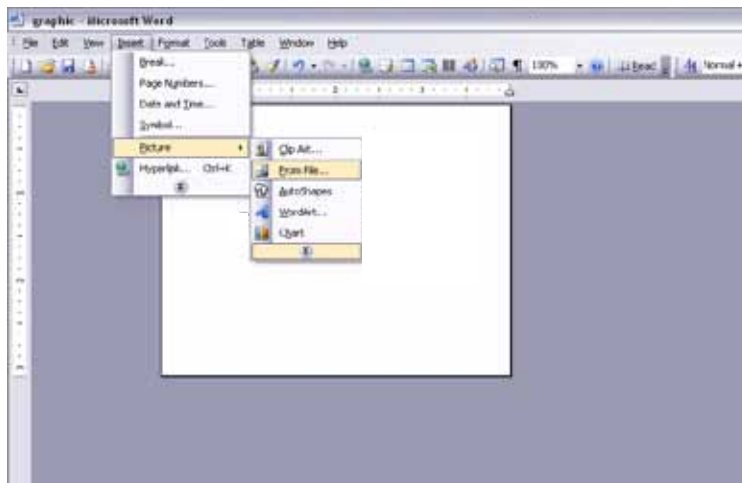 graphic - Microsoft Word
File Edit View Insert Format Tools Table Window Help
100% Read Normal +
Break...
Page Numbers...
Date and Time...
Symbol...
Picture
Hyperlink... Ctrl+K
Clip Art...
From File...
AutoShapes
WordArt...
Chart